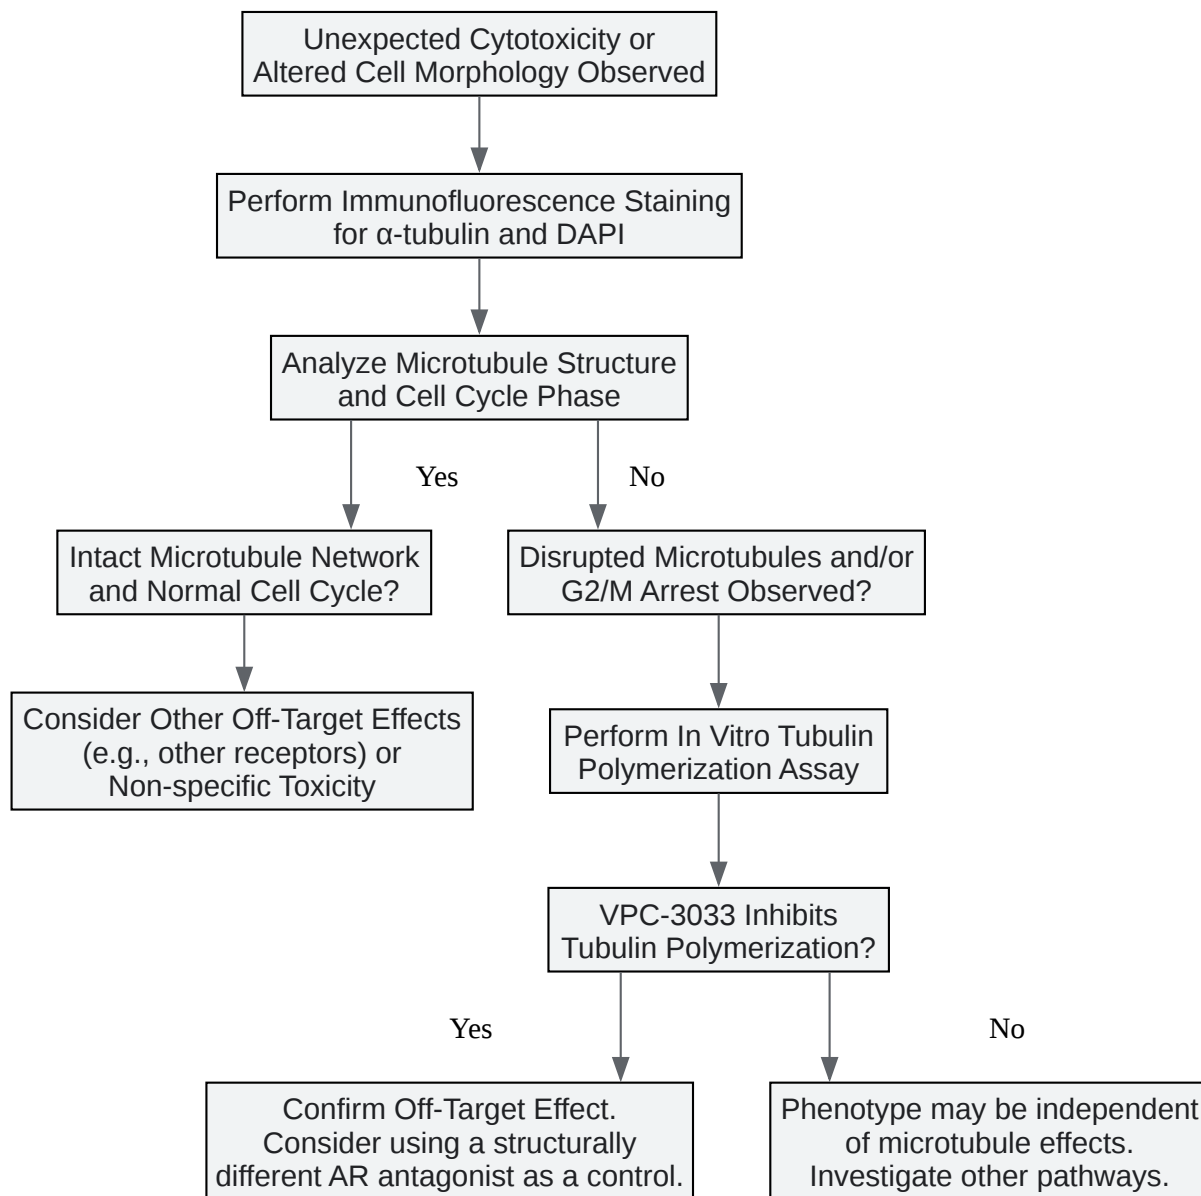 Unexpected Cytotoxicity or
Altered Cell Morphology Observed
Perform Immunofluorescence Staining
for α-tubulin and DAPI
Analyze Microtubule Structure
and Cell Cycle Phase
Yes
No
Intact Microtubule Network
and Normal Cell Cycle?
Disrupted Microtubules and/or
G2/M Arrest Observed?
Consider Other Off-Target Effects
(e.g., other receptors) or
Non-specific Toxicity
Perform In Vitro Tubulin
Polymerization Assay
VPC-3033 Inhibits
Tubulin Polymerization?
Yes
No
Confirm Off-Target Effect.
Consider using a structurally
different AR antagonist as a control.
Phenotype may be independent
of microtubule effects.
Investigate other pathways.